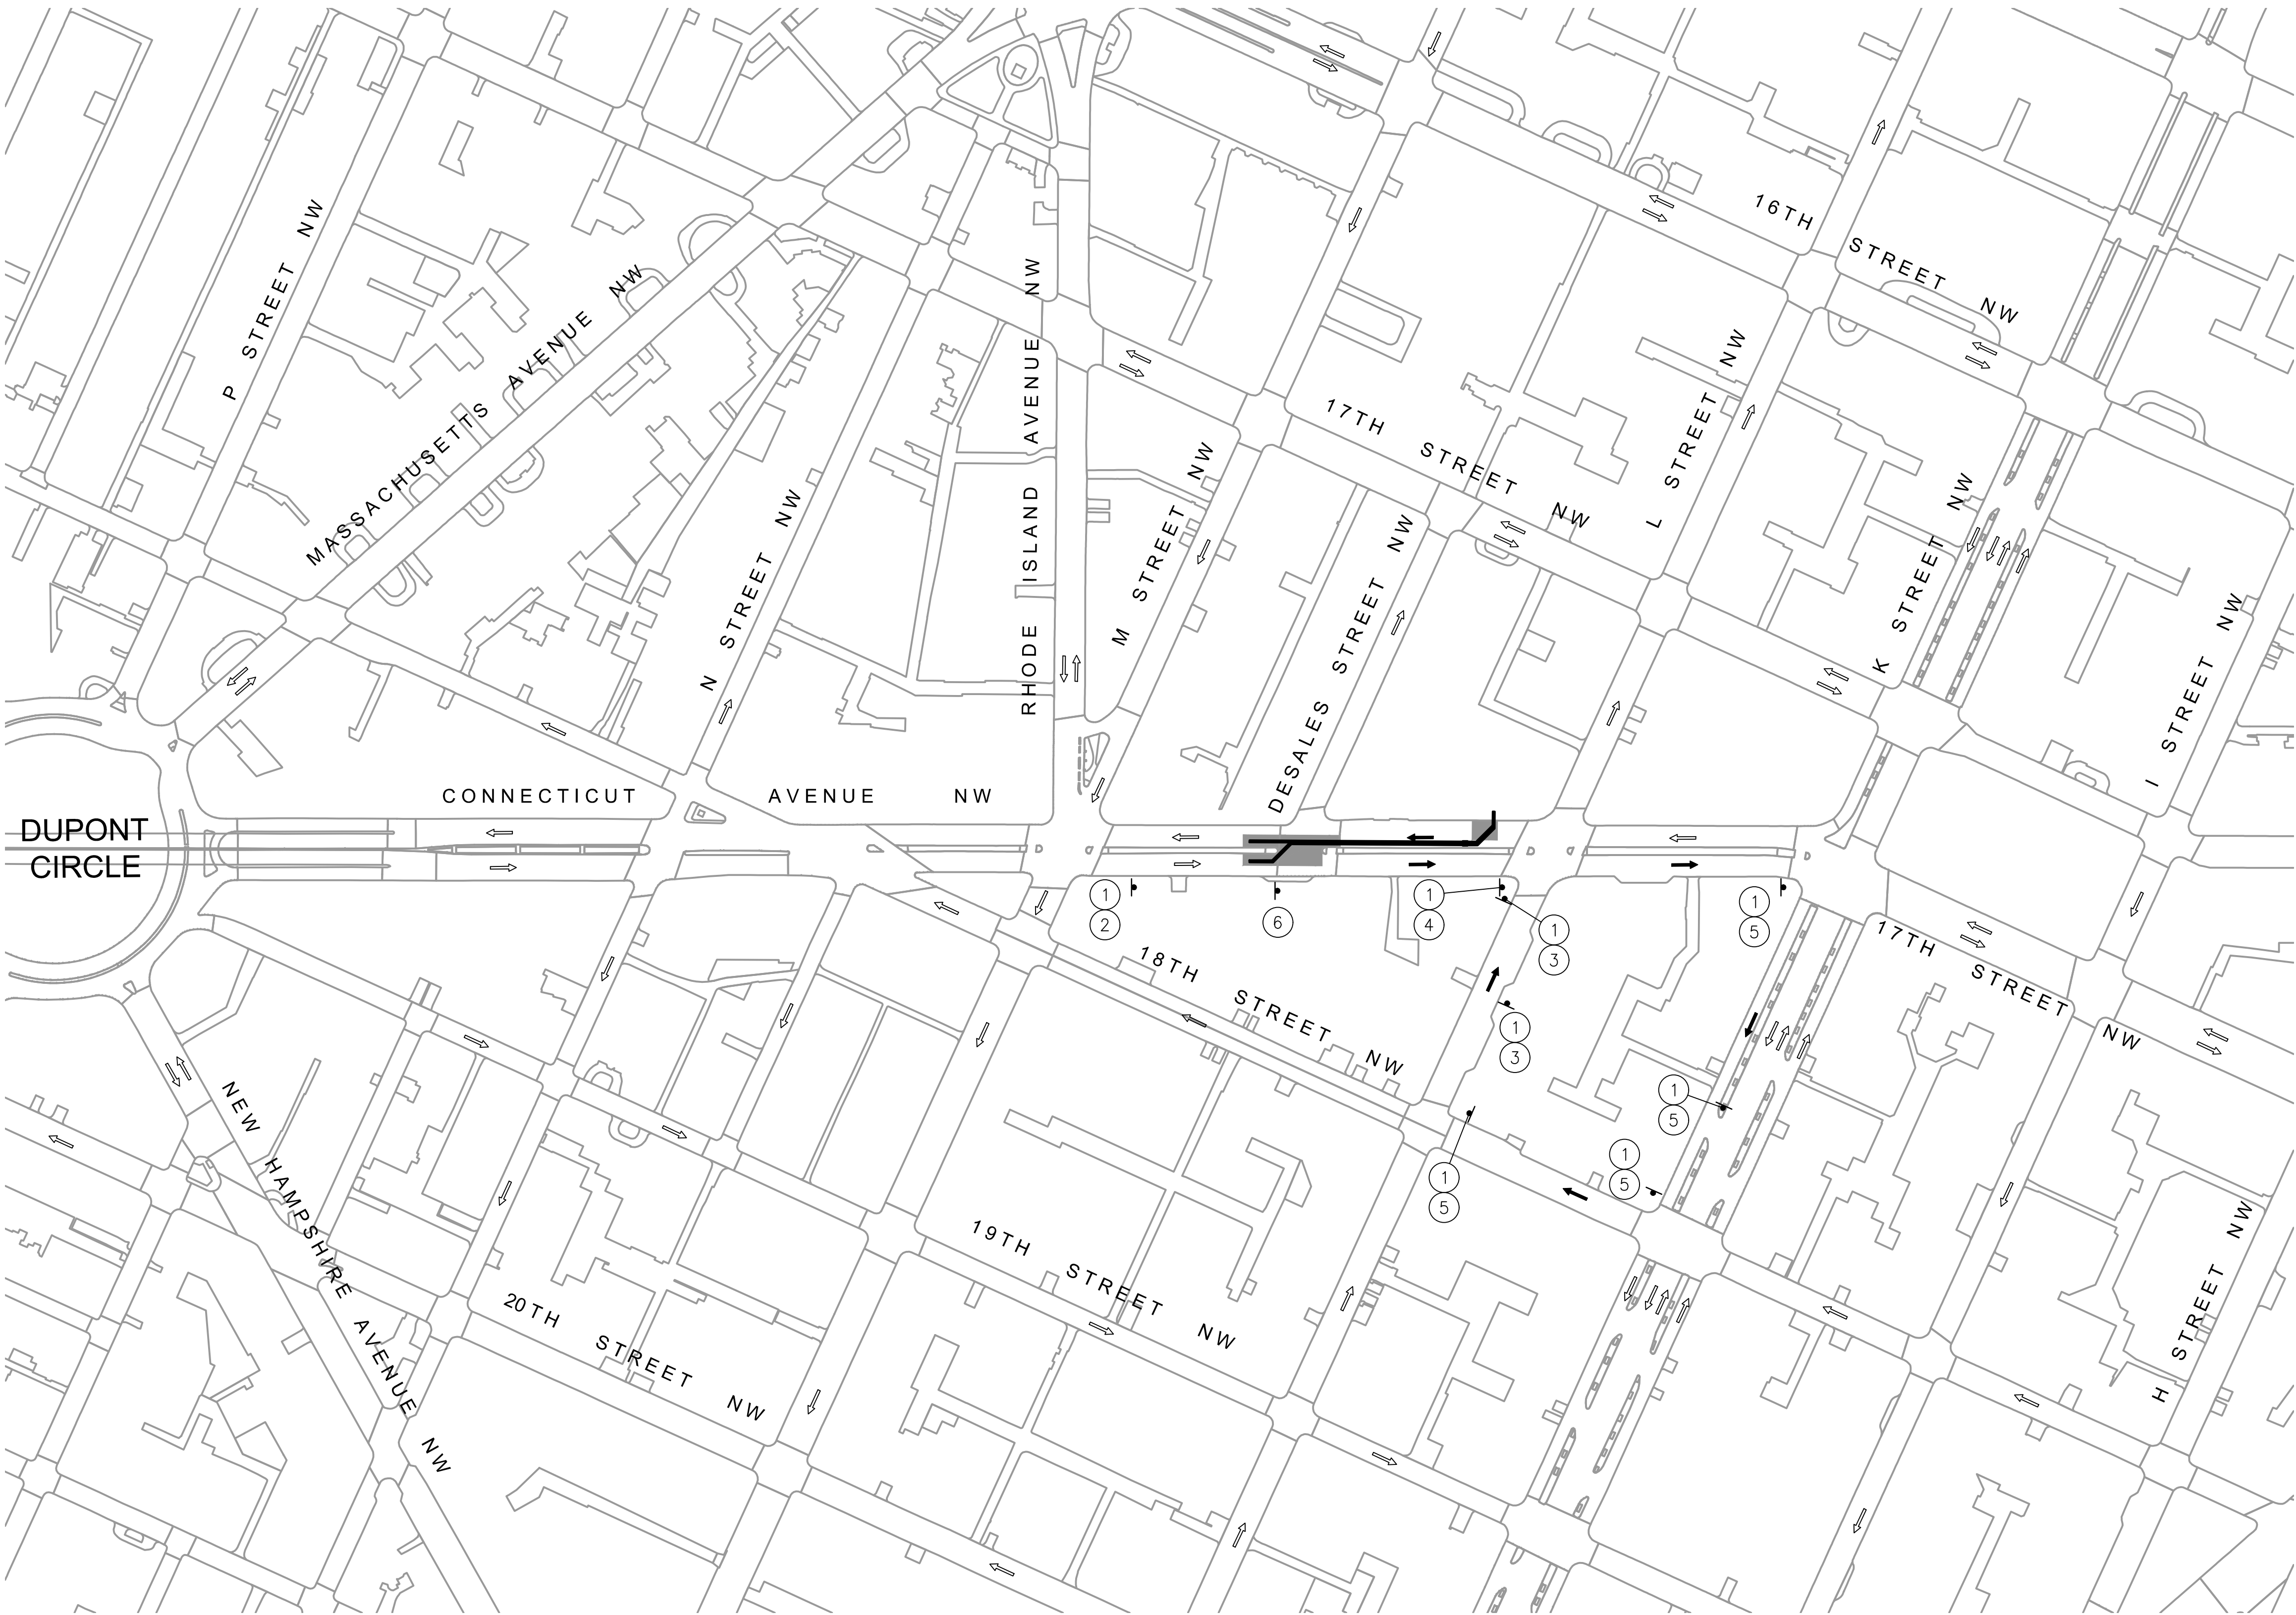 16TH STREET NW
P STREET NW
MASSACHUSETTS AVENUE NW
RHODE ISLAND AVENUE NW
17TH STREET NW
L STREET NW
M STREET NW
N STREET NW
DESALES STREET NW
K STREET NW
I STREET NW
CONNECTICUT AVENUE NW
DUPONT
CIRCLE
1
2
6
1
4
1
3
1
5
17TH STREET NW
18TH STREET NW
1
3
1
5
1
5
1
5
NEW HAMPSHIRE AVENUE NW
19TH STREET NW
20TH STREET NW
H STREET NW